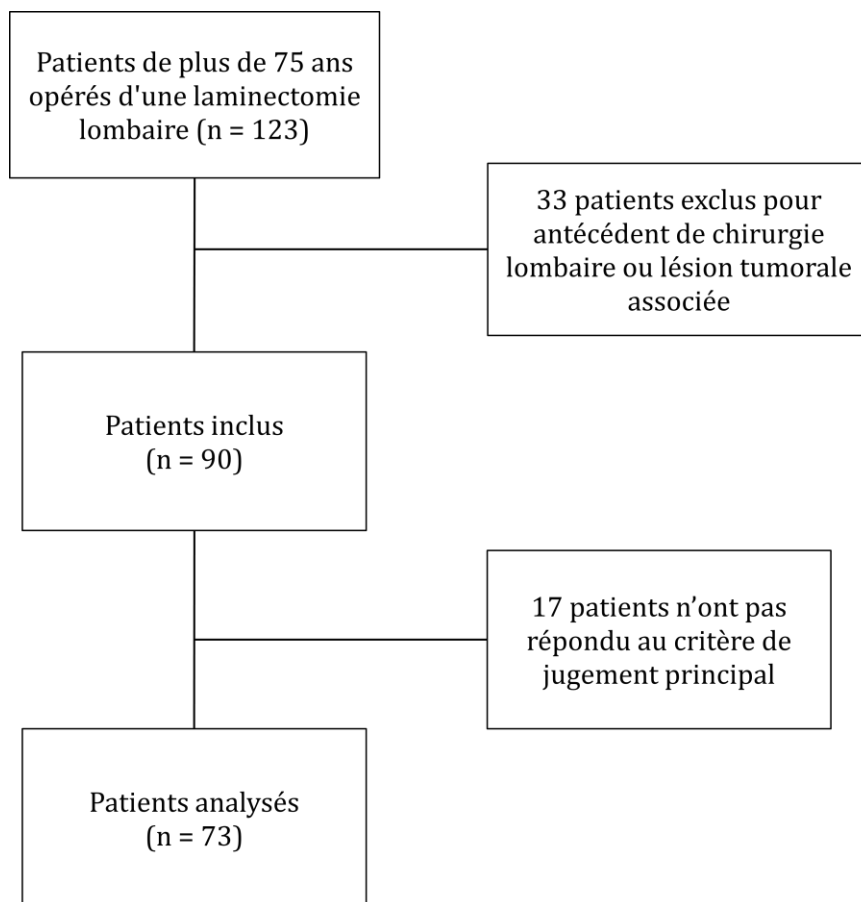 Patients de plus de 75 ans
opérés d'une laminectomie
lombaire (n = 123)
33 patients exclus pour
antécédent de chirurgie
lombaire ou lésion tumorale
associée
Patients inclus
(n = 90)
17 patients n’ont pas
répondu au critère de
jugement principal
Patients analysés
(n = 73)